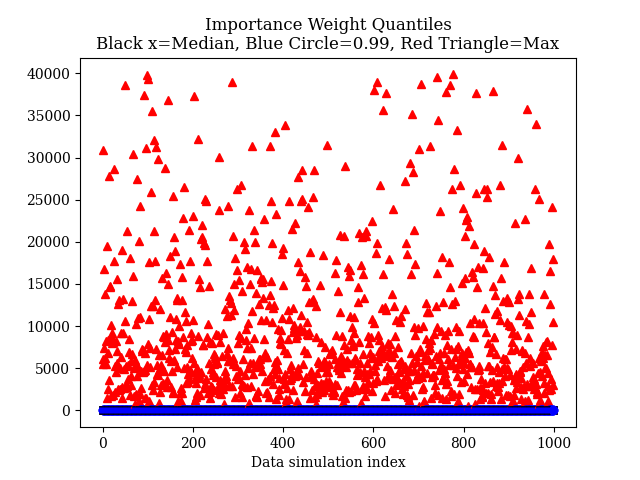 Importance Weight Quantiles
Black x=Median, Blue Circle=0.99, Red Triangle=Max
40000
35000
30000
25000
20000
15000
10000
5000
0
0 200 400 600 800 1000
Data simulation index